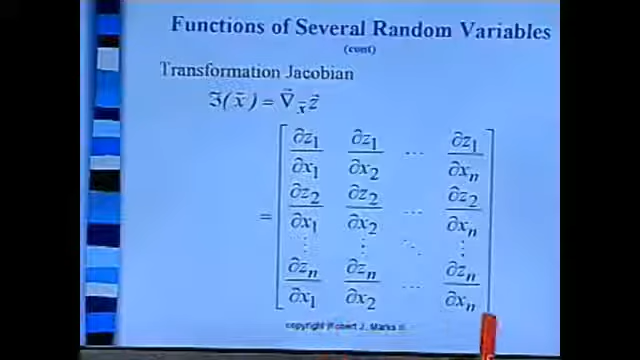 Functions of Several Random Variables
(cont)
Transformation Jacobian
ℑ(x̄) = ∇⃗_x̄ z⃗
= [ ∂z₁/∂x₁ ∂z₁/∂x₂ ... ∂z₁/∂xₙ
∂z₂/∂x₁ ∂z₂/∂x₂ ... ∂z₂/∂xₙ
⋮ ⋮ ⋱ ⋮
∂zₙ/∂x₁ ∂zₙ/∂x₂ ... ∂zₙ/∂xₙ ]
copyright Robert J. Marks II